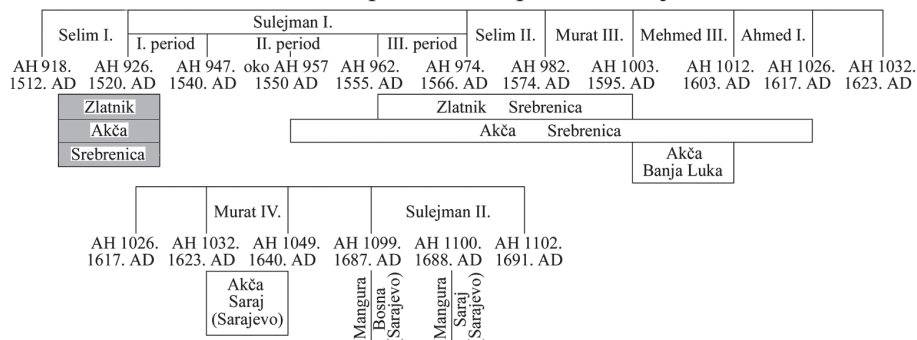 Selim I.
Sulejman I.
I. period
II. period
III. period
Selim II.
Murat III.
Mehmed III.
Ahmed I.
AH 918. AH 926. AH 947. oko AH 957 AH 962. AH 974. AH 982. AH 1003. AH 1012. AH 1026. AH 1032.
1512. AD 1520. AD 1540. AD 1550 AD 1555. AD 1566. AD 1574. AD 1595. AD 1603. AD 1617. AD 1623. AD
Zlatnik
Akča
Srebrenica
Zlatnik Srebrenica
Akča Srebrenica
Akča
Banja Luka
Murat IV.
Sulejman II.
AH 1026. AH 1032. AH 1049. AH 1099. AH 1100. AH 1102.
1617. AD 1623. AD 1640. AD 1687. AD 1688. AD 1691. AD
Akča
Saraj
(Sarajevo)
Mangura
Bosna
(Sarajevo)
Mangura
Saraj
(Sarajevo)